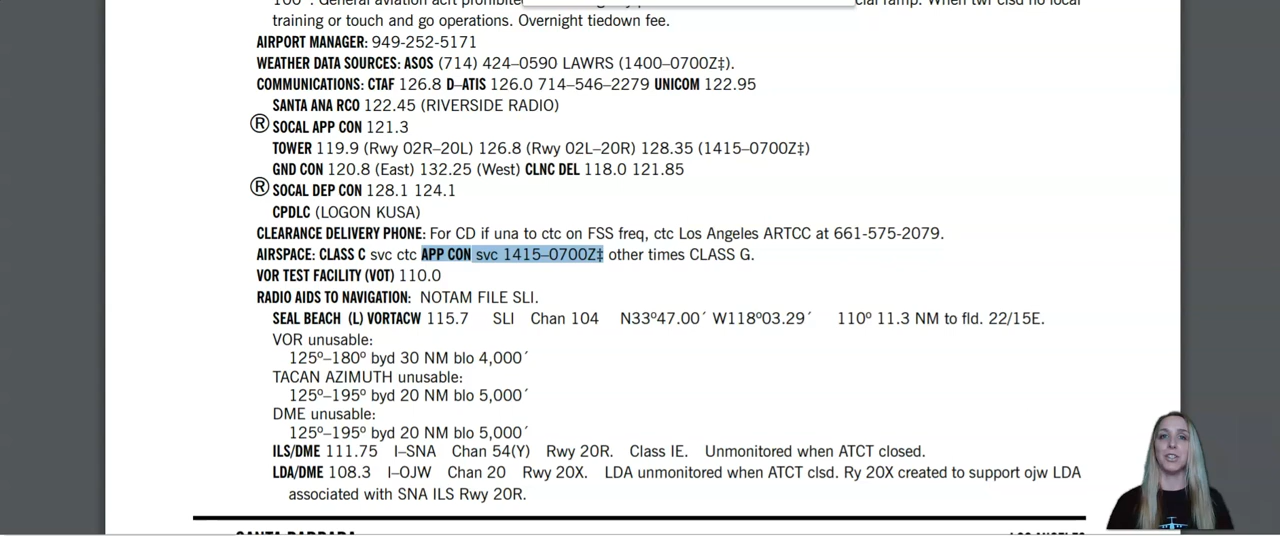 training or touch and go operations. Overnight tiedown fee.
AIRPORT MANAGER: 949-252-5171
WEATHER DATA SOURCES: ASOS (714) 424–0590 LAWRS (1400–0700Z‡).
COMMUNICATIONS: CTAF 126.8 D–ATIS 126.0 714–546–2279 UNICOM 122.95
SANTA ANA RCO 122.45 (RIVERSIDE RADIO)
Ⓡ SOCAL APP CON 121.3
TOWER 119.9 (Rwy 02R–20L) 126.8 (Rwy 02L–20R) 128.35 (1415–0700Z‡)
GND CON 120.8 (East) 132.25 (West) CLNC DEL 118.0 121.85
Ⓡ SOCAL DEP CON 128.1 124.1
CPDLC (LOGON KUSA)
CLEARANCE DELIVERY PHONE: For CD if una to ctc on FSS freq, ctc Los Angeles ARTCC at 661-575-2079.
AIRSPACE: CLASS C svc ctc APP CON svc 1415–0700Z‡ other times CLASS G.
VOR TEST FACILITY (VOT) 110.0
RADIO AIDS TO NAVIGATION: NOTAM FILE SLI.
SEAL BEACH (L) VORTACW 115.7 SLI Chan 104 N33º47.00´ W118º03.29´ 110º 11.3 NM to fld. 22/15E.
VOR unusable:
125º–180º byd 30 NM blo 4,000´
TACAN AZIMUTH unusable:
125º–195º byd 20 NM blo 5,000´
DME unusable:
125º–195º byd 20 NM blo 5,000´
ILS/DME 111.75 I–SNA Chan 54(Y) Rwy 20R. Class IE. Unmonitored when ATCT closed.
LDA/DME 108.3 I–OJW Chan 20 Rwy 20X. LDA unmonitored when ATCT clsd. Ry 20X created to support ojw LDA
associated with SNA ILS Rwy 20R.